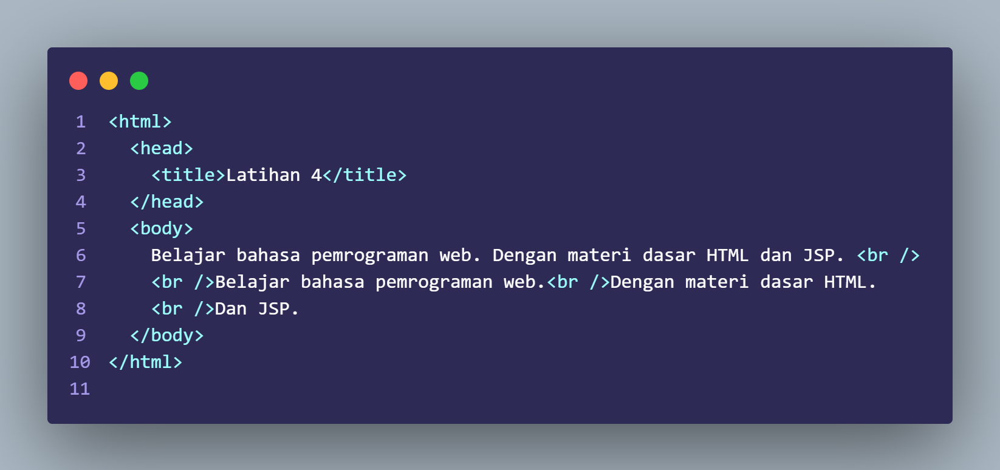 1 <html>
2   <head>
3     <title>Latihan 4</title>
4   </head>
5   <body>
6     Belajar bahasa pemrograman web. Dengan materi dasar HTML dan JSP. <br />
7     <br />Belajar bahasa pemrograman web.<br />Dengan materi dasar HTML.
8     <br />Dan JSP.
9   </body>
10 </html>
11